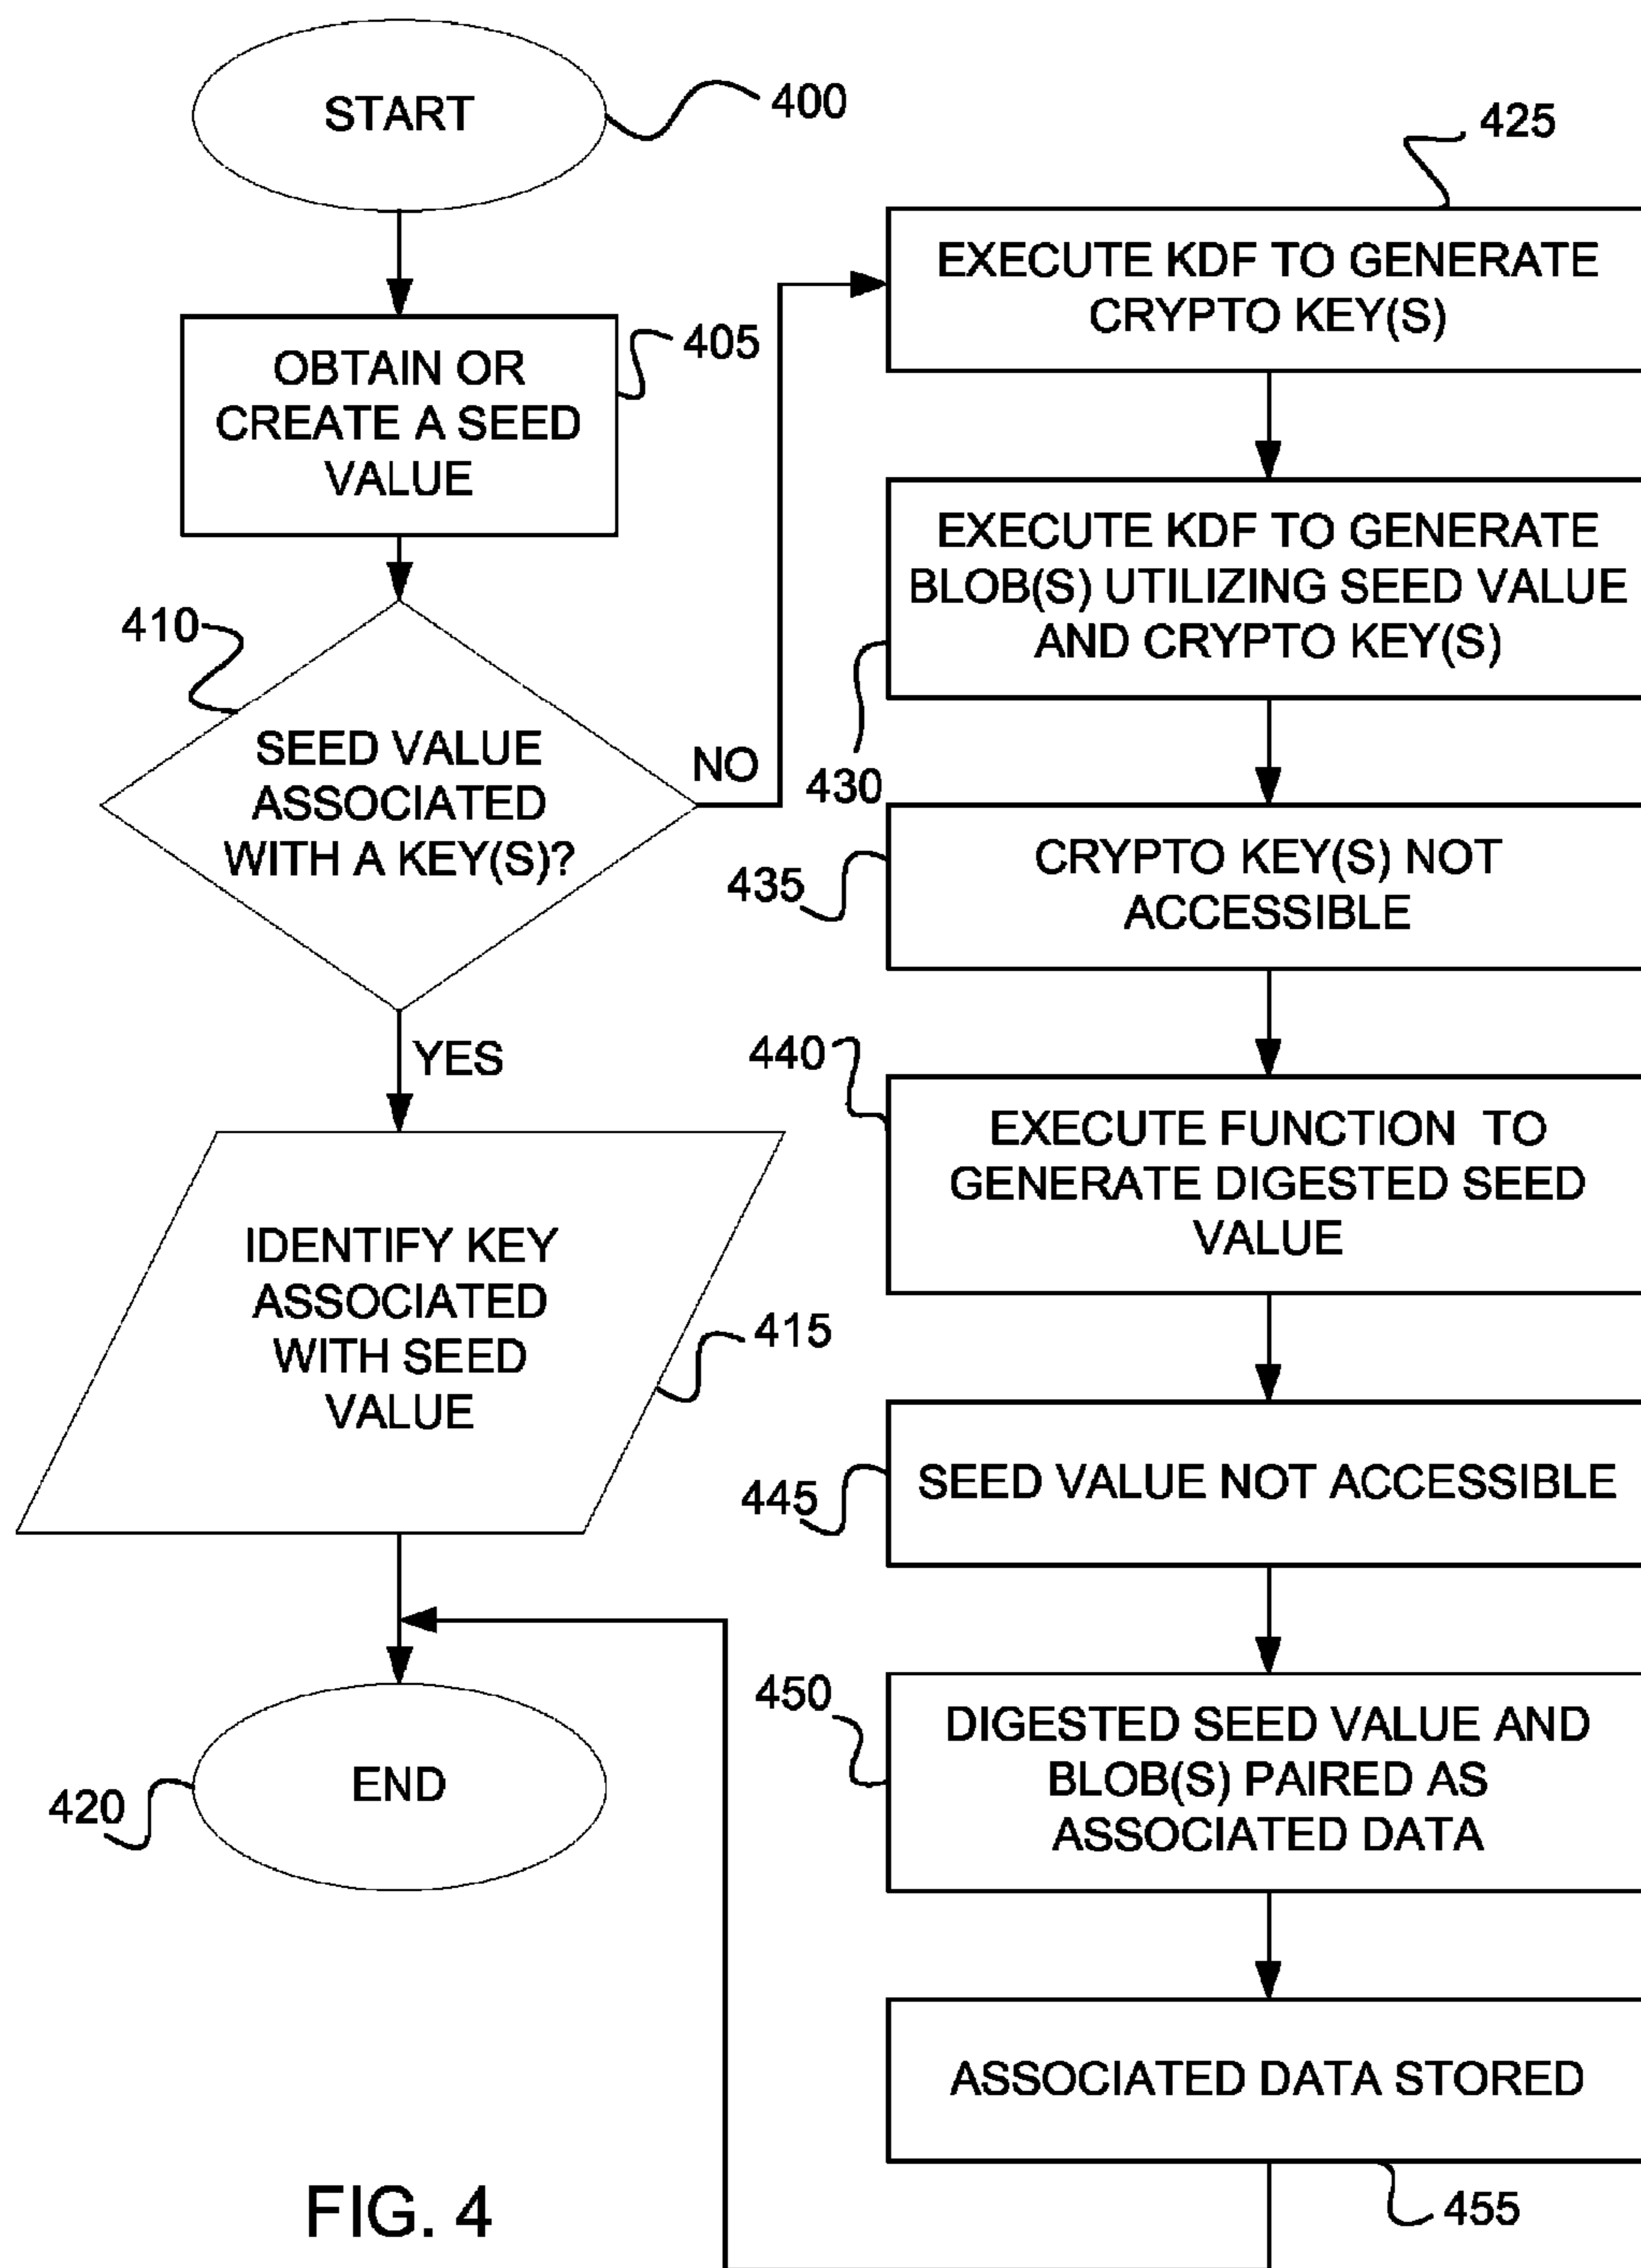 START
400
OBTAIN OR
CREATE A SEED
VALUE
405
410
SEED VALUE
ASSOCIATED
WITH A KEY(S)?
NO
YES
IDENTIFY KEY
ASSOCIATED
WITH SEED
VALUE
415
END
420
425
EXECUTE KDF TO GENERATE
CRYPTO KEY(S)
EXECUTE KDF TO GENERATE
BLOB(S) UTILIZING SEED VALUE
AND CRYPTO KEY(S)
430
CRYPTO KEY(S) NOT
ACCESSIBLE
435
440
EXECUTE FUNCTION TO
GENERATE DIGESTED SEED
VALUE
SEED VALUE NOT ACCESSIBLE
445
450
DIGESTED SEED VALUE AND
BLOB(S) PAIRED AS
ASSOCIATED DATA
ASSOCIATED DATA STORED
455
FIG. 4